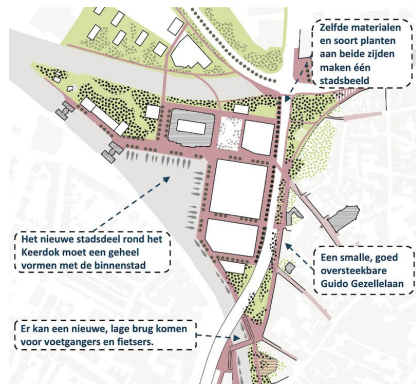 Zelfde materialen
en soort planten
aan beide zijden
maken één
stadsbeeld
Het nieuwe stadsdeel rond het
Keerdok moet een geheel
vormen met de binnenstad
Een smalle, goed
oversteekbare
Guido Gezellelaan
Er kan een nieuwe, lage brug komen
voor voetgangers en fietsers.